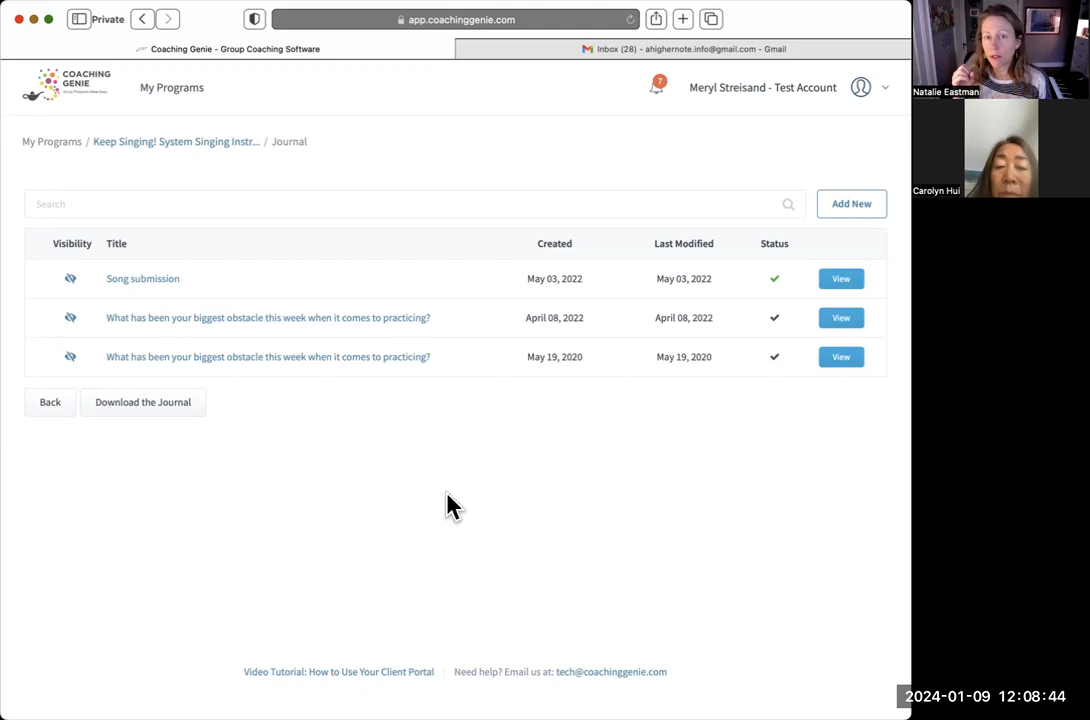 Private
app.coachinggenie.com
Coaching Genie - Group Coaching Software
Inbox (28) - ahighernote.info@gmail.com - Gmail
COACHING
GENIE
Group Programs Made Easy
My Programs
7
Meryl Streisand - Test Account
Natalie Eastman
Carolyn Hui
My Programs / Keep Singing! System Singing Instr... / Journal
Search
Add New
Visibility Title Created Last Modified Status
Song submission May 03, 2022 May 03, 2022 View
What has been your biggest obstacle this week when it comes to practicing? April 08, 2022 April 08, 2022 View
What has been your biggest obstacle this week when it comes to practicing? May 19, 2020 May 19, 2020 View
Back Download the Journal
Video Tutorial: How to Use Your Client Portal Need help? Email us at: tech@coachinggenie.com
2024-01-09 12:08:44